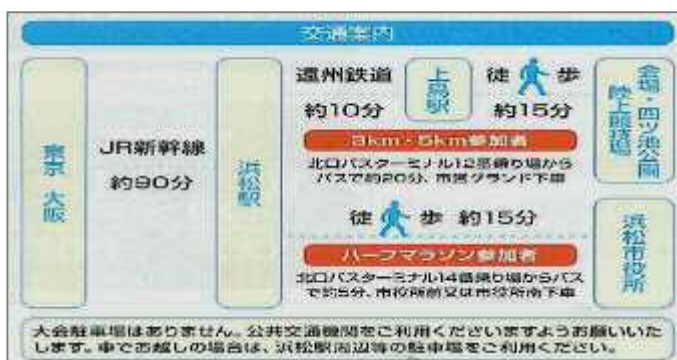 交通案内
東京 大阪
JR新幹線
約90分
浜松駅
遠州鉄道
約10分
上島駅
徒歩
約15分
会場・四ツ池公園
陸上競技場
3km・5km参加者
北口バスターミナル12番乗り場から
バスで約20分、市営グランド下車
徒歩 約15分
ハーフマラソン参加者
北口バスターミナル14番乗り場からバス
で約5分、市役所前又は市役所南下車
浜松市役所
大会駐車場はありません。公共交通機関をご利用くださいますようお願いいた
します。車でお越しの場合は、浜松駅周辺等の駐車場をご利用ください。